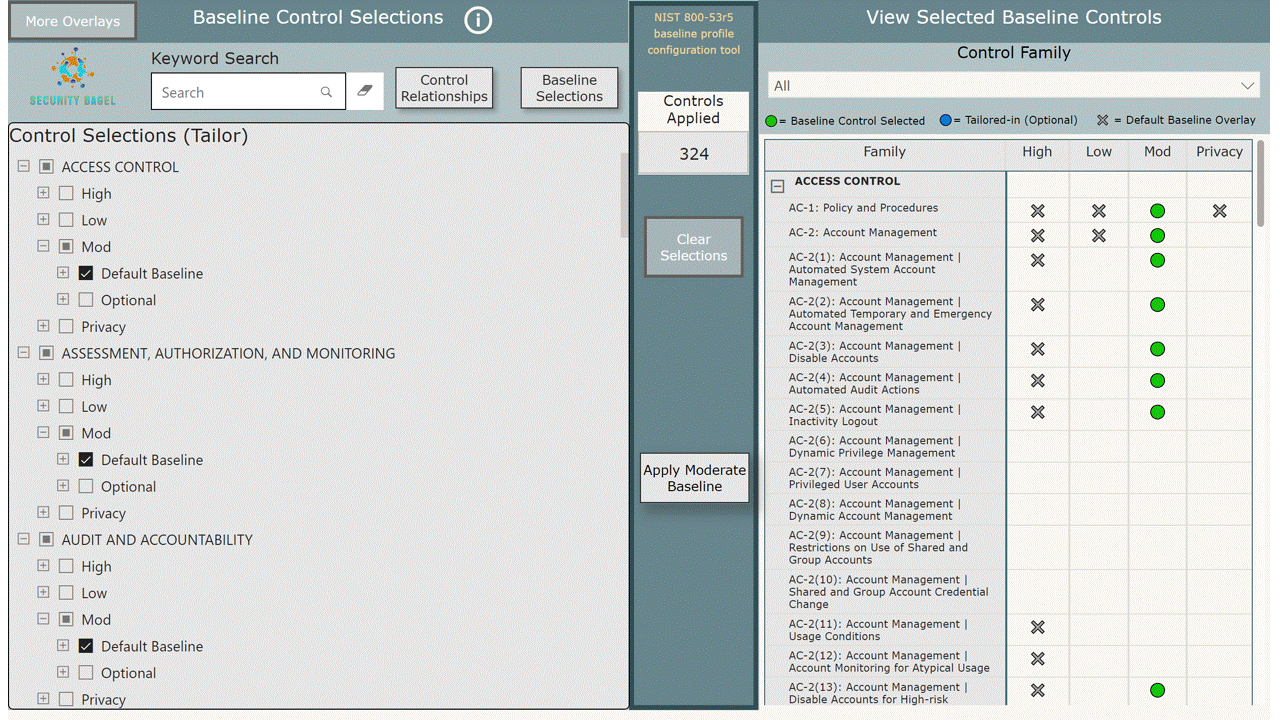 More Overlays
Baseline Control Selections
i
SECURITY BAGEL
Keyword Search
Search
Control
Relationships
Baseline
Selections
Control Selections (Tailor)
ACCESS CONTROL
High
Low
Mod
Default Baseline
Optional
Privacy
ASSESSMENT, AUTHORIZATION, AND MONITORING
High
Low
Mod
Default Baseline
Optional
Privacy
AUDIT AND ACCOUNTABILITY
High
Low
Mod
Default Baseline
Optional
Privacy
NIST 800-53r5
baseline profile
configuration tool
Controls
Applied
324
Clear
Selections
Apply Moderate
Baseline
View Selected Baseline Controls
Control Family
All
= Baseline Control Selected = Tailored-in (Optional) = Default Baseline Overlay
Family High Low Mod Privacy
ACCESS CONTROL
AC-1: Policy and Procedures
AC-2: Account Management
AC-2(1): Account Management |
Automated System Account
Management
AC-2(2): Account Management |
Automated Temporary and Emergency
Account Management
AC-2(3): Account Management |
Disable Accounts
AC-2(4): Account Management |
Automated Audit Actions
AC-2(5): Account Management |
Inactivity Logout
AC-2(6): Account Management |
Dynamic Privilege Management
AC-2(7): Account Management |
Privileged User Accounts
AC-2(8): Account Management |
Dynamic Account Management
AC-2(9): Account Management |
Restrictions on Use of Shared and
Group Accounts
AC-2(10): Account Management |
Shared and Group Account Credential
Change
AC-2(11): Account Management |
Usage Conditions
AC-2(12): Account Management |
Account Monitoring for Atypical Usage
AC-2(13): Account Management |
Disable Accounts for High-risk